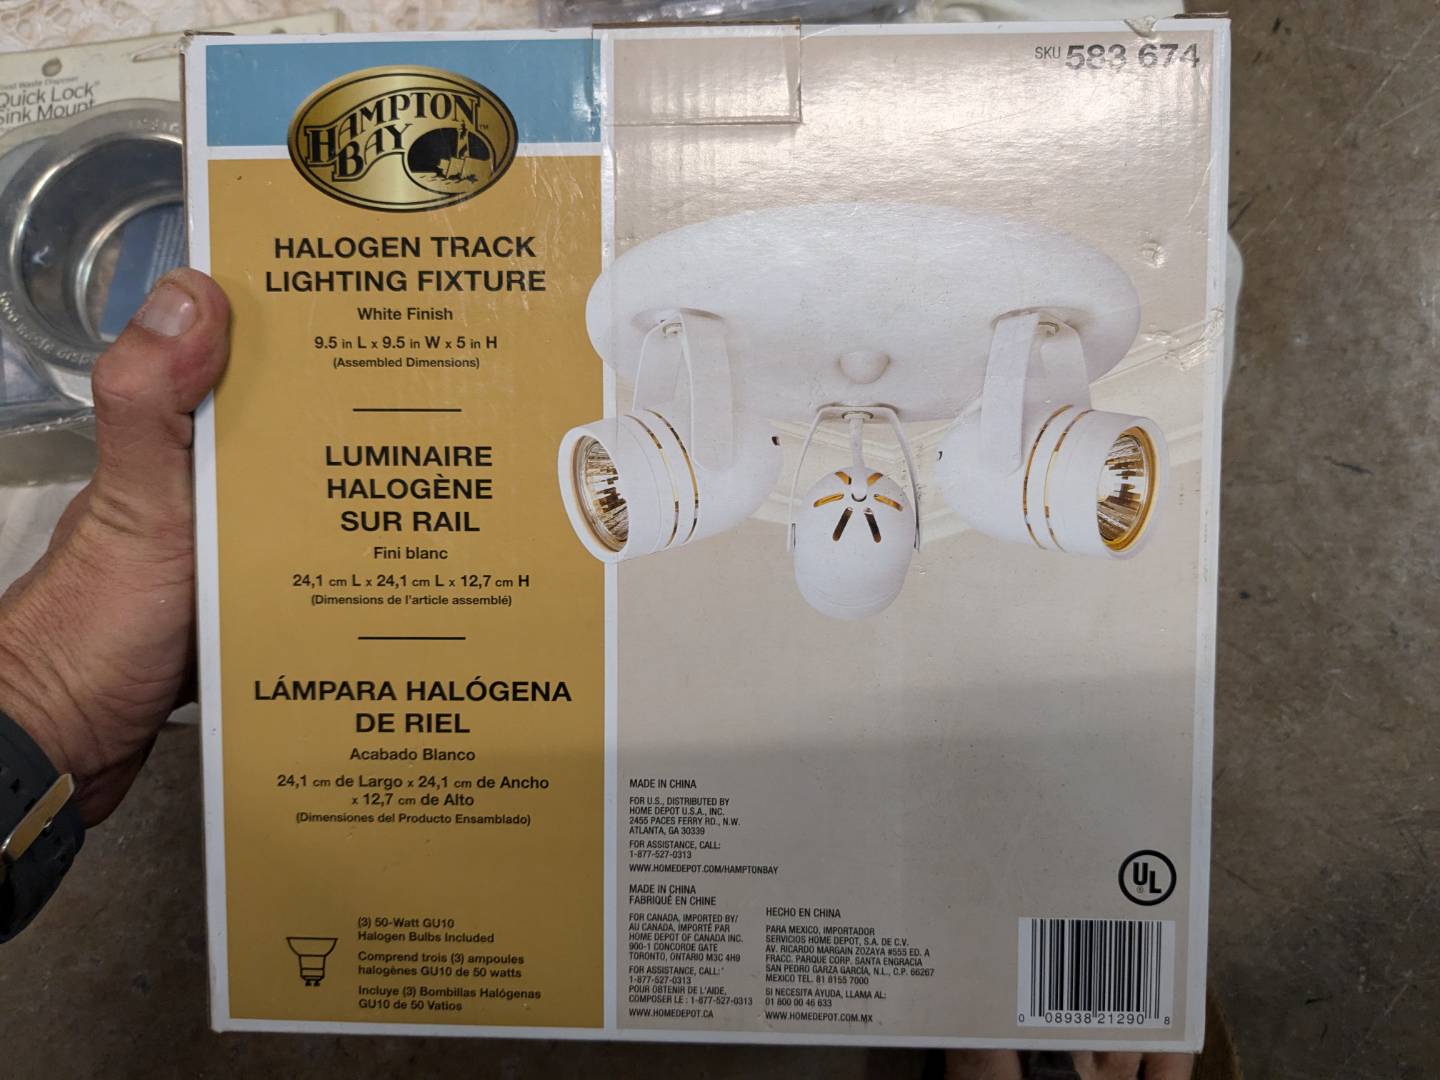 Food Waste Disposer
Quick Lock™
Sink Mount
HAMPTON
BAY™
HALOGEN TRACK
LIGHTING FIXTURE
White Finish
9.5 in L x 9.5 in W x 5 in H
(Assembled Dimensions)
LUMINAIRE
HALOGÈNE
SUR RAIL
Fini blanc
24,1 cm L x 24,1 cm L x 12,7 cm H
(Dimensions de l'article assemblé)
LÁMPARA HALÓGENA
DE RIEL
Acabado Blanco
24,1 cm de Largo x 24,1 cm de Ancho
x 12,7 cm de Alto
(Dimensiones del Producto Ensamblado)
(3) 50-Watt GU10
Halogen Bulbs Included
Comprend trois (3) ampoules
halogènes GU10 de 50 watts
Incluye (3) Bombillas Halógenas
GU10 de 50 Vatios
SKU 583 674
MADE IN CHINA
FOR U.S., DISTRIBUTED BY
HOME DEPOT U.S.A., INC.
2455 PACES FERRY RD., N.W.
ATLANTA, GA 30339
FOR ASSISTANCE, CALL:
1-877-527-0313
WWW.HOMEDEPOT.COM/HAMPTONBAY
MADE IN CHINA
FABRIQUÉ EN CHINE
FOR CANADA, IMPORTED BY/
AU CANADA, IMPORTÉ PAR
HOME DEPOT OF CANADA INC.
900-1 CONCORDE GATE
TORONTO, ONTARIO M3C 4H9
FOR ASSISTANCE, CALL:
1-877-527-0313
POUR OBTENIR DE L'AIDE,
COMPOSER LE : 1-877-527-0313
WWW.HOMEDEPOT.CA
HECHO EN CHINA
PARA MEXICO, IMPORTADOR
SERVICIOS HOME DEPOT, S.A. DE C.V.
AV. RICARDO MARGAIN ZOZAYA #555 ED. A
FRACC. PARQUE CORP. SANTA ENGRACIA
SAN PEDRO GARZA GARCÍA, N.L., C.P. 66267
MEXICO TEL. 81 8155 7000
SI NECESITA AYUDA, LLAMA AL:
01 800 00 46 633
WWW.HOMEDEPOT.COM.MX
UL®
0 08938 21290 8